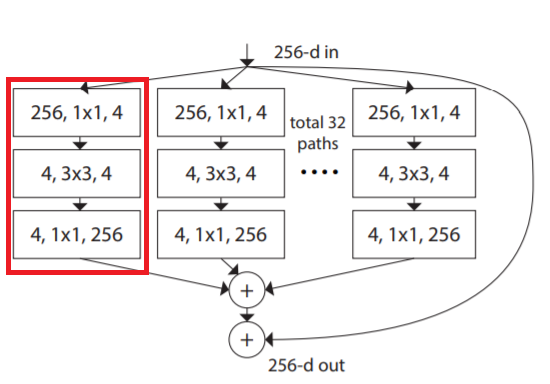 256-d in
256, 1x1, 4
256, 1x1, 4
total 32
paths
256, 1x1, 4
4, 3x3, 4
4, 3x3, 4
....
4, 3x3, 4
4, 1x1, 256
4, 1x1, 256
4, 1x1, 256
+
+
256-d out